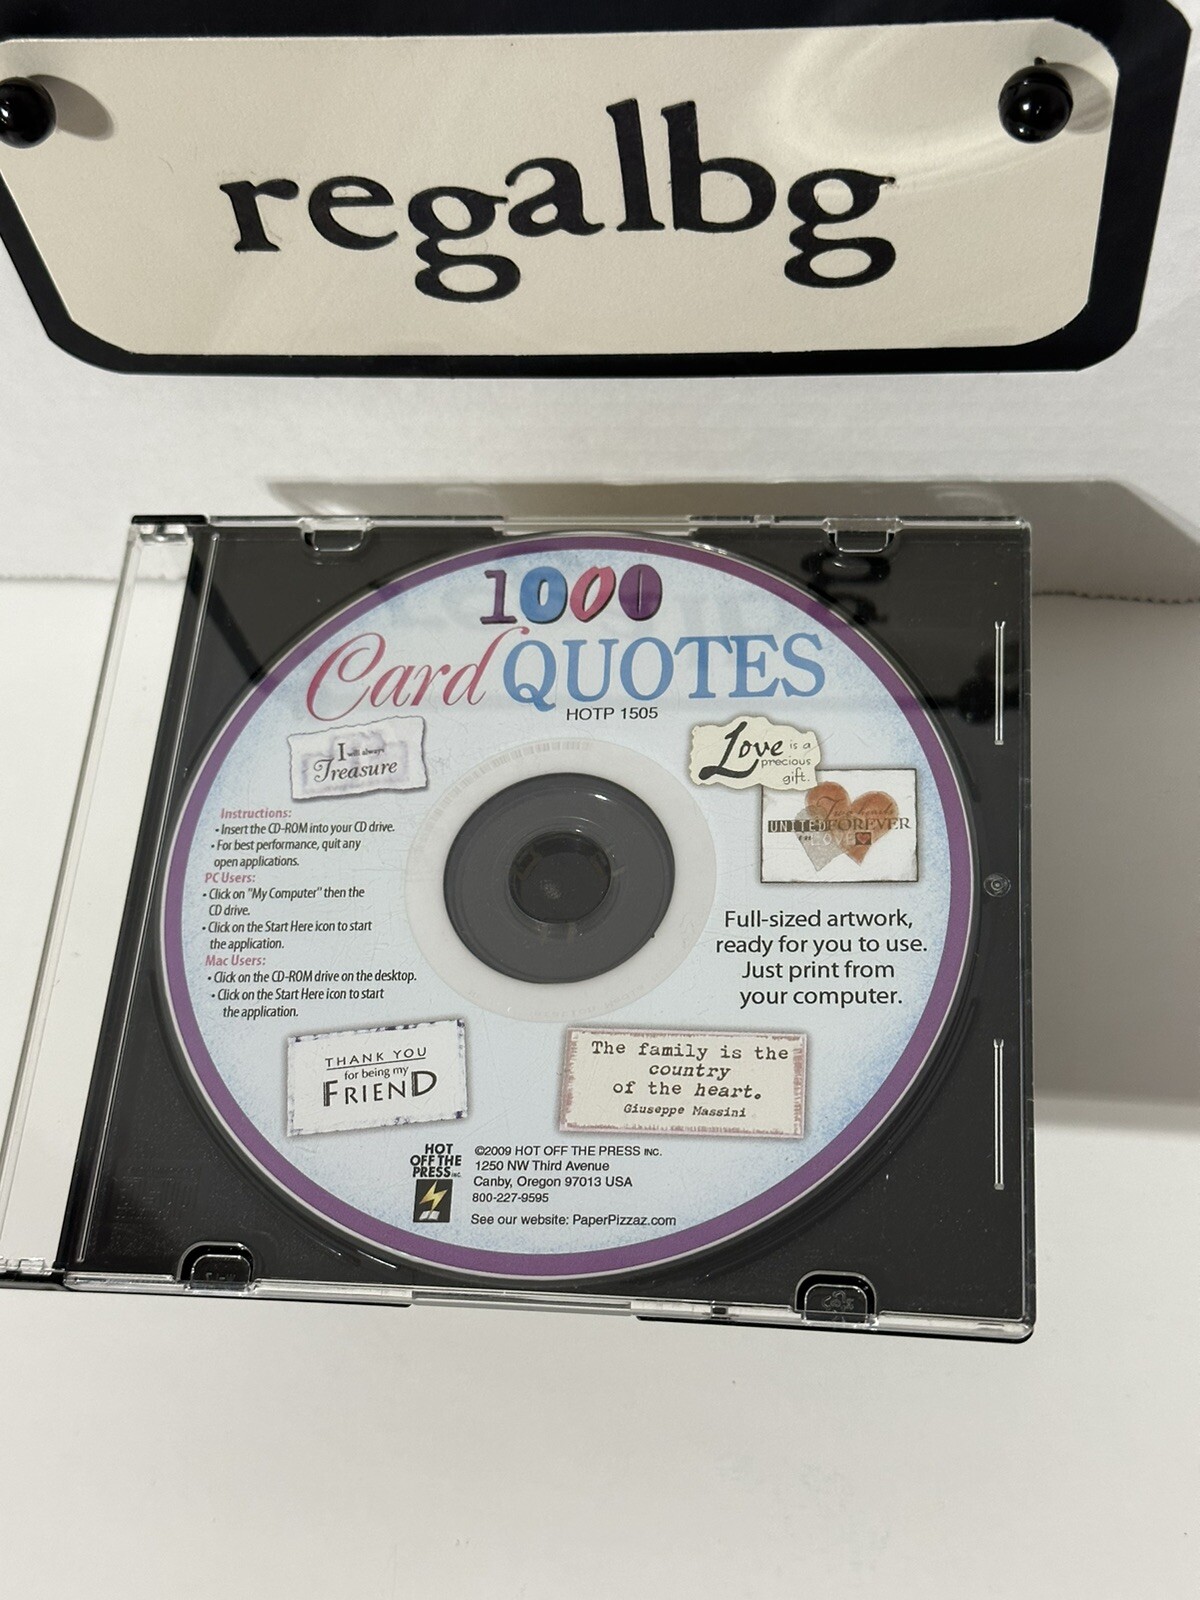 regalbg
1000
Card QUOTES
HOTP 1505
I will always
Treasure
Love is a
precious
gift.
Two hearts
UNITED FOREVER
in LOVE
Instructions:
• Insert the CD-ROM into your CD drive.
• For best performance, quit any
open applications.
PC Users:
• Click on "My Computer" then the
CD drive.
• Click on the Start Here icon to start
the application.
Mac Users:
• Click on the CD-ROM drive on the desktop.
• Click on the Start Here icon to start
the application.
Full-sized artwork,
ready for you to use.
Just print from
your computer.
THANK YOU
for being my
FRIEND
The family is the
country
of the heart.
Giuseppe Massini
HOT
OFF THE
PRESS INC.
©2009 HOT OFF THE PRESS INC.
1250 NW Third Avenue
Canby, Oregon 97013 USA
800-227-9595
See our website: PaperPizzaz.com